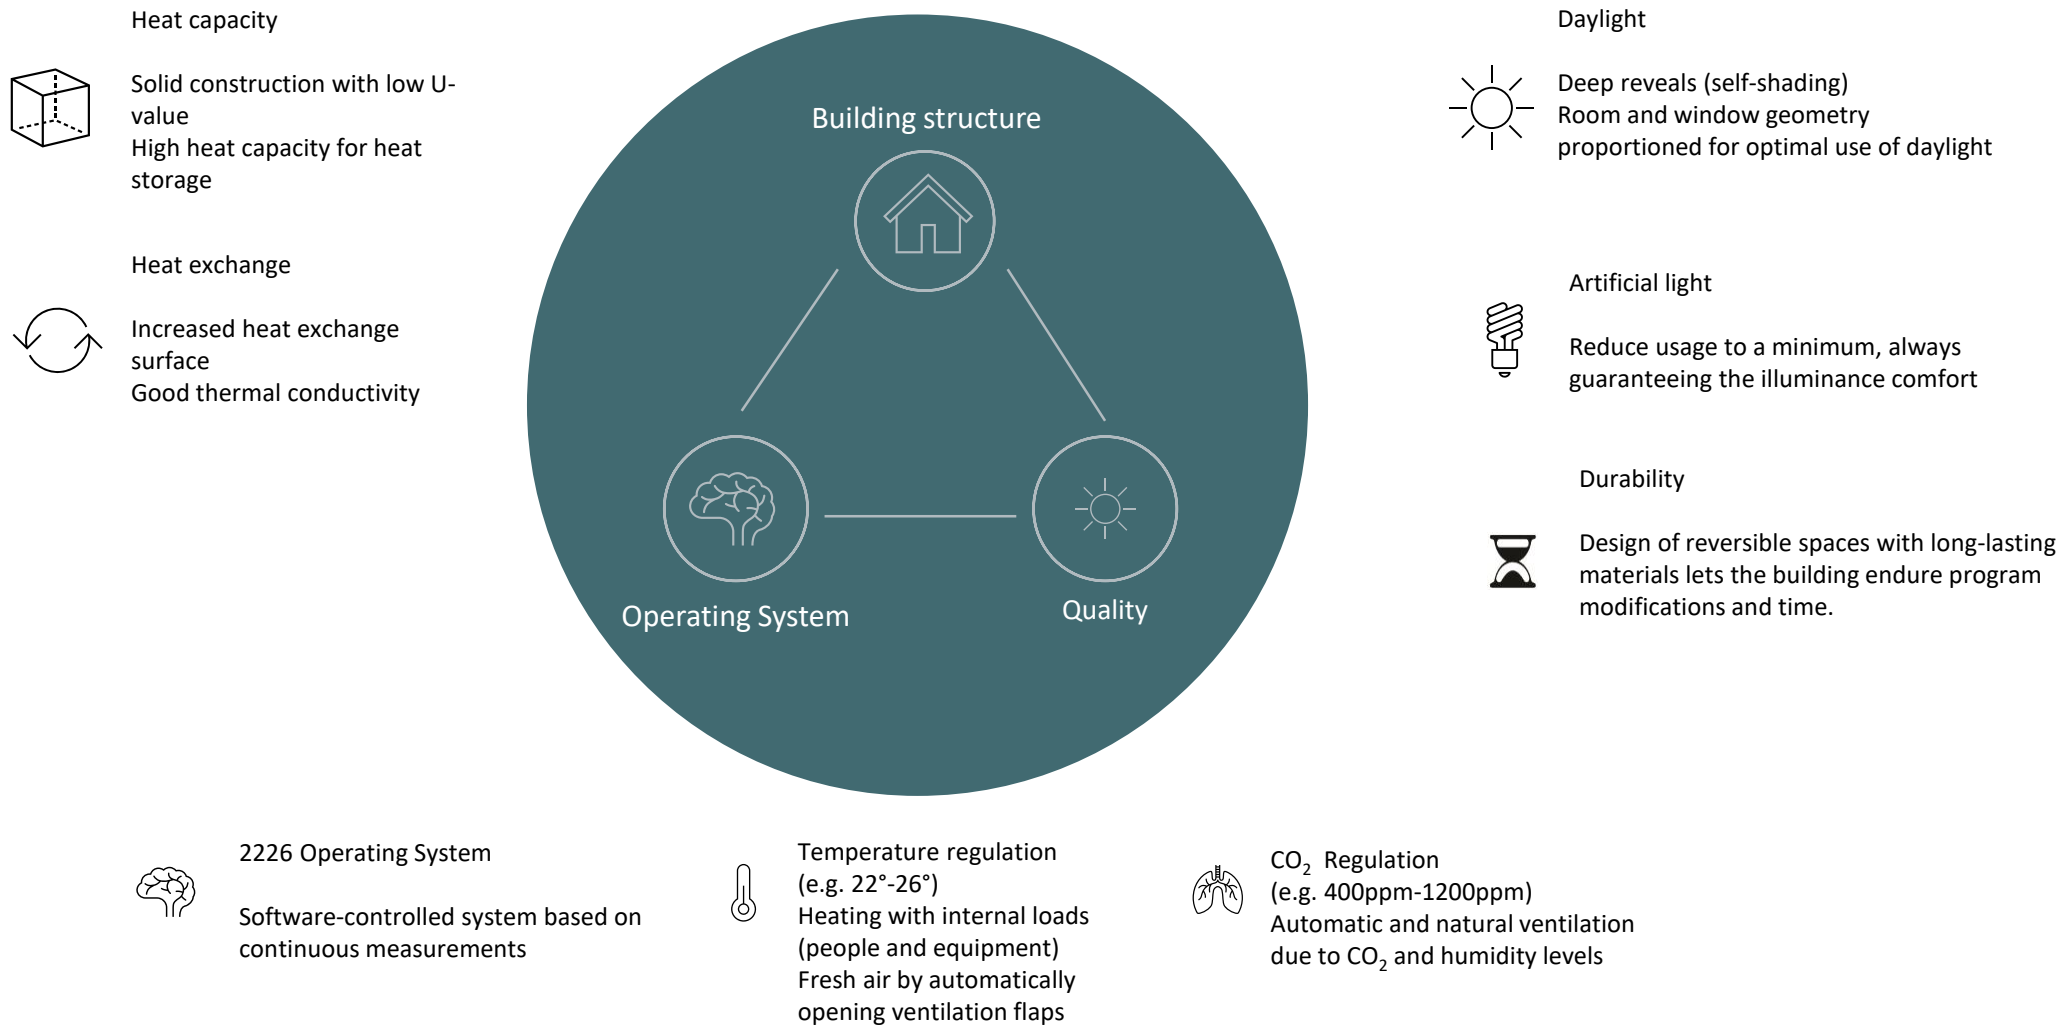 Heat capacity
Solid construction with low U-
value
High heat capacity for heat
storage
Heat exchange
Increased heat exchange
surface
Good thermal conductivity
Building structure
Operating System
Quality
Daylight
Deep reveals (self-shading)
Room and window geometry
proportioned for optimal use of daylight
Artificial light
Reduce usage to a minimum, always
guaranteeing the illuminance comfort
Durability
Design of reversible spaces with long-lasting
materials lets the building endure program
modifications and time.
2226 Operating System
Software-controlled system based on
continuous measurements
Temperature regulation
(e.g. 22°-26°)
Heating with internal loads
(people and equipment)
Fresh air by automatically
opening ventilation flaps
CO₂ Regulation
(e.g. 400ppm-1200ppm)
Automatic and natural ventilation
due to CO₂ and humidity levels